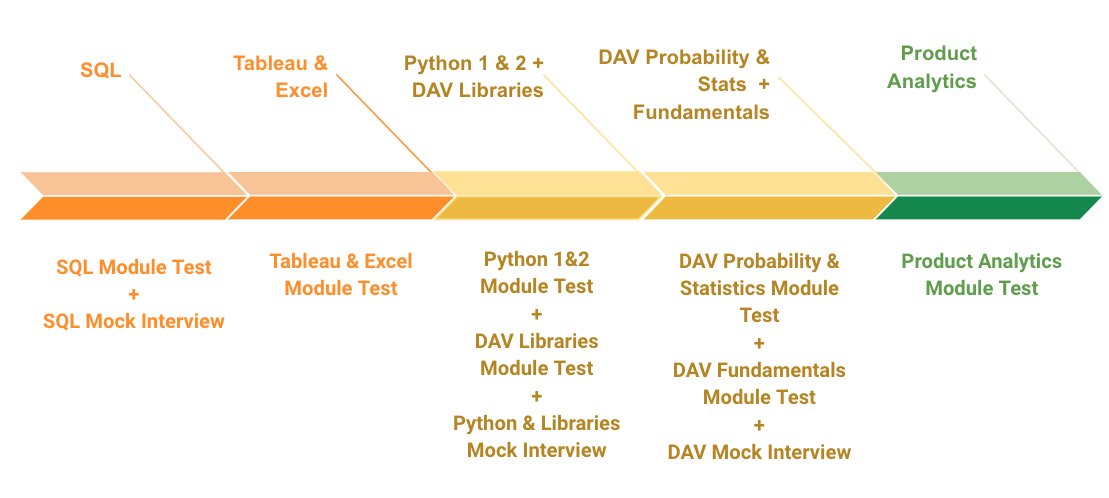 SQL
Tableau &
Excel
Python 1 & 2 +
DAV Libraries
DAV Probability &
Stats +
Fundamentals
Product
Analytics
SQL Module Test
+
SQL Mock Interview
Tableau & Excel
Module Test
Python 1&2
Module Test
+
DAV Libraries
Module Test
+
Python & Libraries
Mock Interview
DAV Probability &
Statistics Module
Test
+
DAV Fundamentals
Module Test
+
DAV Mock Interview
Product Analytics
Module Test